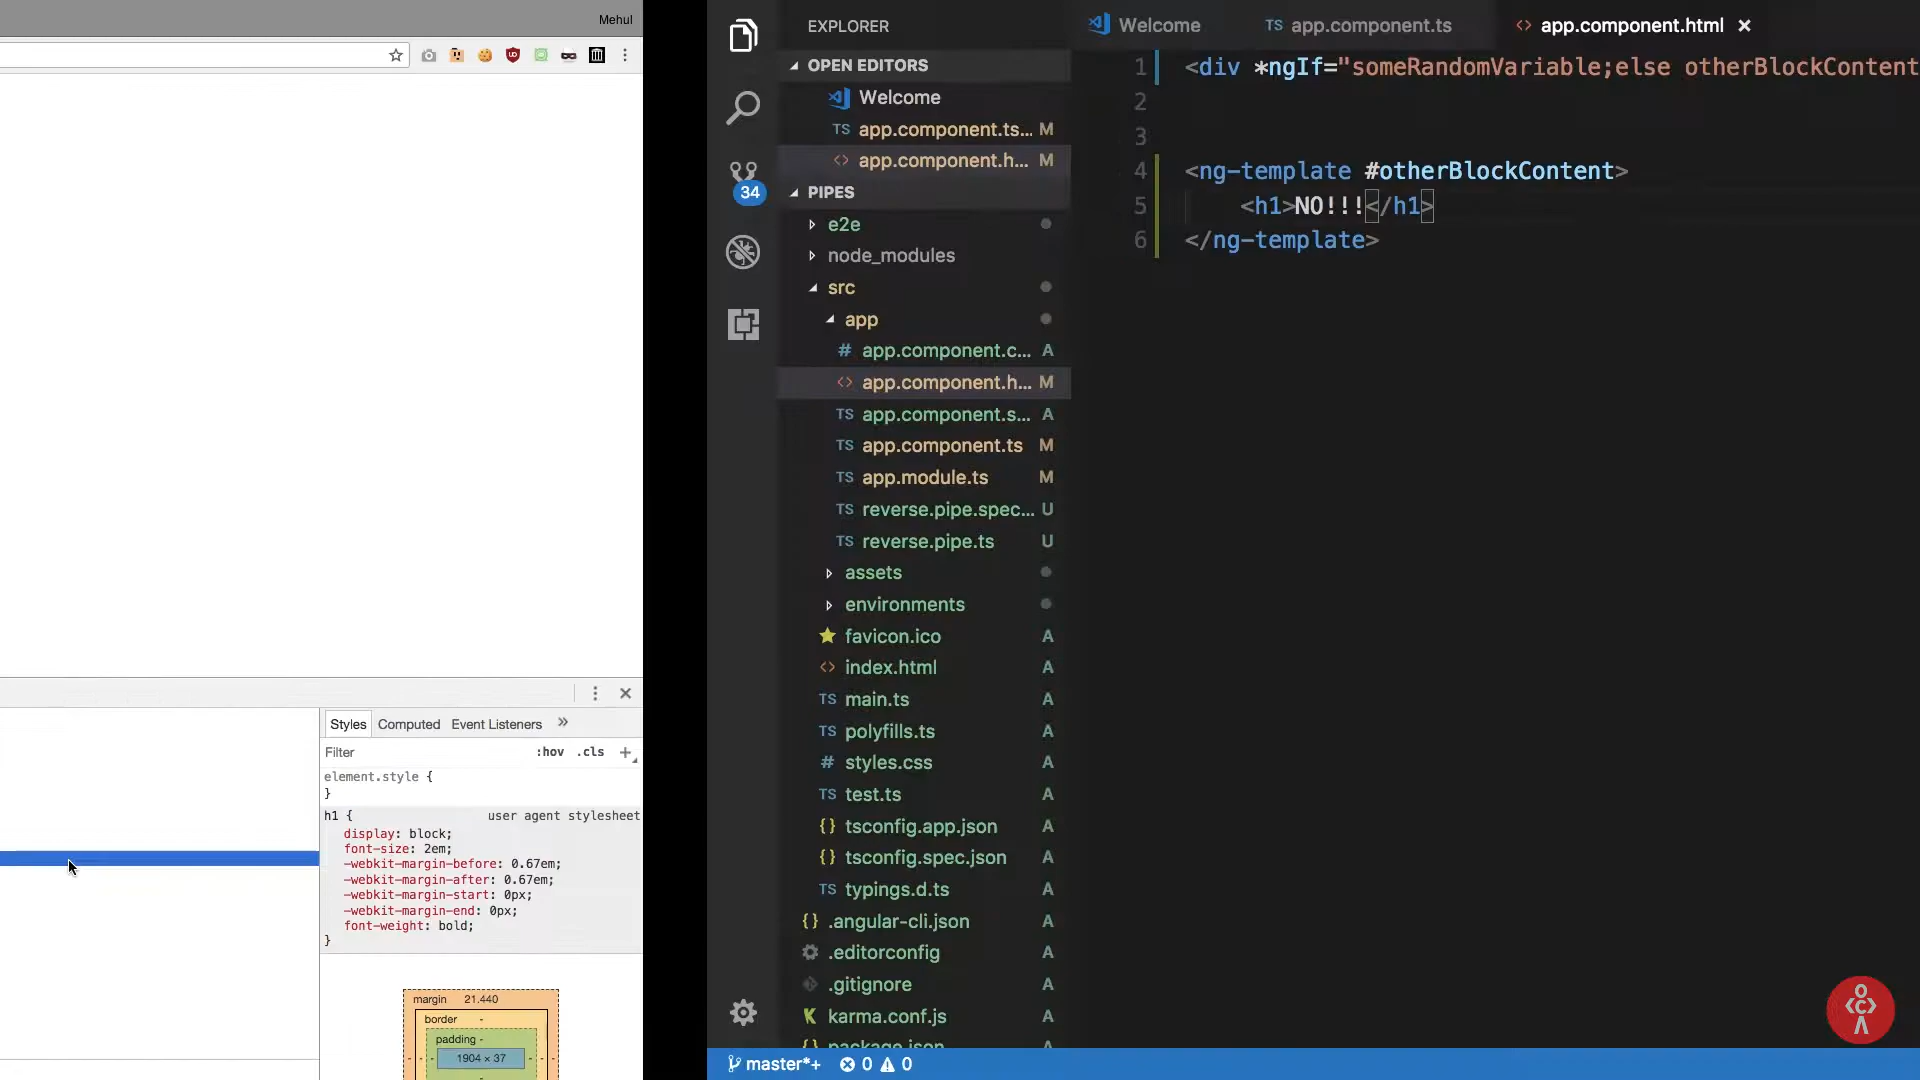 Mehul
Styles
Computed
Event Listeners
»
Filter
:hov
.cls
+
element.style {
}
h1 {
user agent stylesheet
display: block;
font-size: 2em;
-webkit-margin-before: 0.67em;
-webkit-margin-after: 0.67em;
-webkit-margin-start: 0px;
-webkit-margin-end: 0px;
font-weight: bold;
}
margin 21.440
border -
padding -
- - - 1904 × 37 - - -
-
34
EXPLORER
OPEN EDITORS
Welcome
TS app.component.ts... M
<> app.component.h... M
PIPES
e2e
node_modules
src
app
# app.component.c... A
<> app.component.h... M
TS app.component.s... A
TS app.component.ts M
TS app.module.ts M
TS reverse.pipe.spec... U
TS reverse.pipe.ts U
assets
environments
favicon.ico A
<> index.html A
TS main.ts A
TS polyfills.ts A
# styles.css A
TS test.ts A
{} tsconfig.app.json A
{} tsconfig.spec.json A
TS typings.d.ts A
{} .angular-cli.json A
.editorconfig A
.gitignore A
K karma.conf.js A
{} package.json
Welcome
TS app.component.ts
<> app.component.html ×
1 <div *ngIf="someRandomVariable;else otherBlockContent
2
3
4 <ng-template #otherBlockContent>
5 <h1>NO!!!</h1>
6 </ng-template>
master*+ 0 0